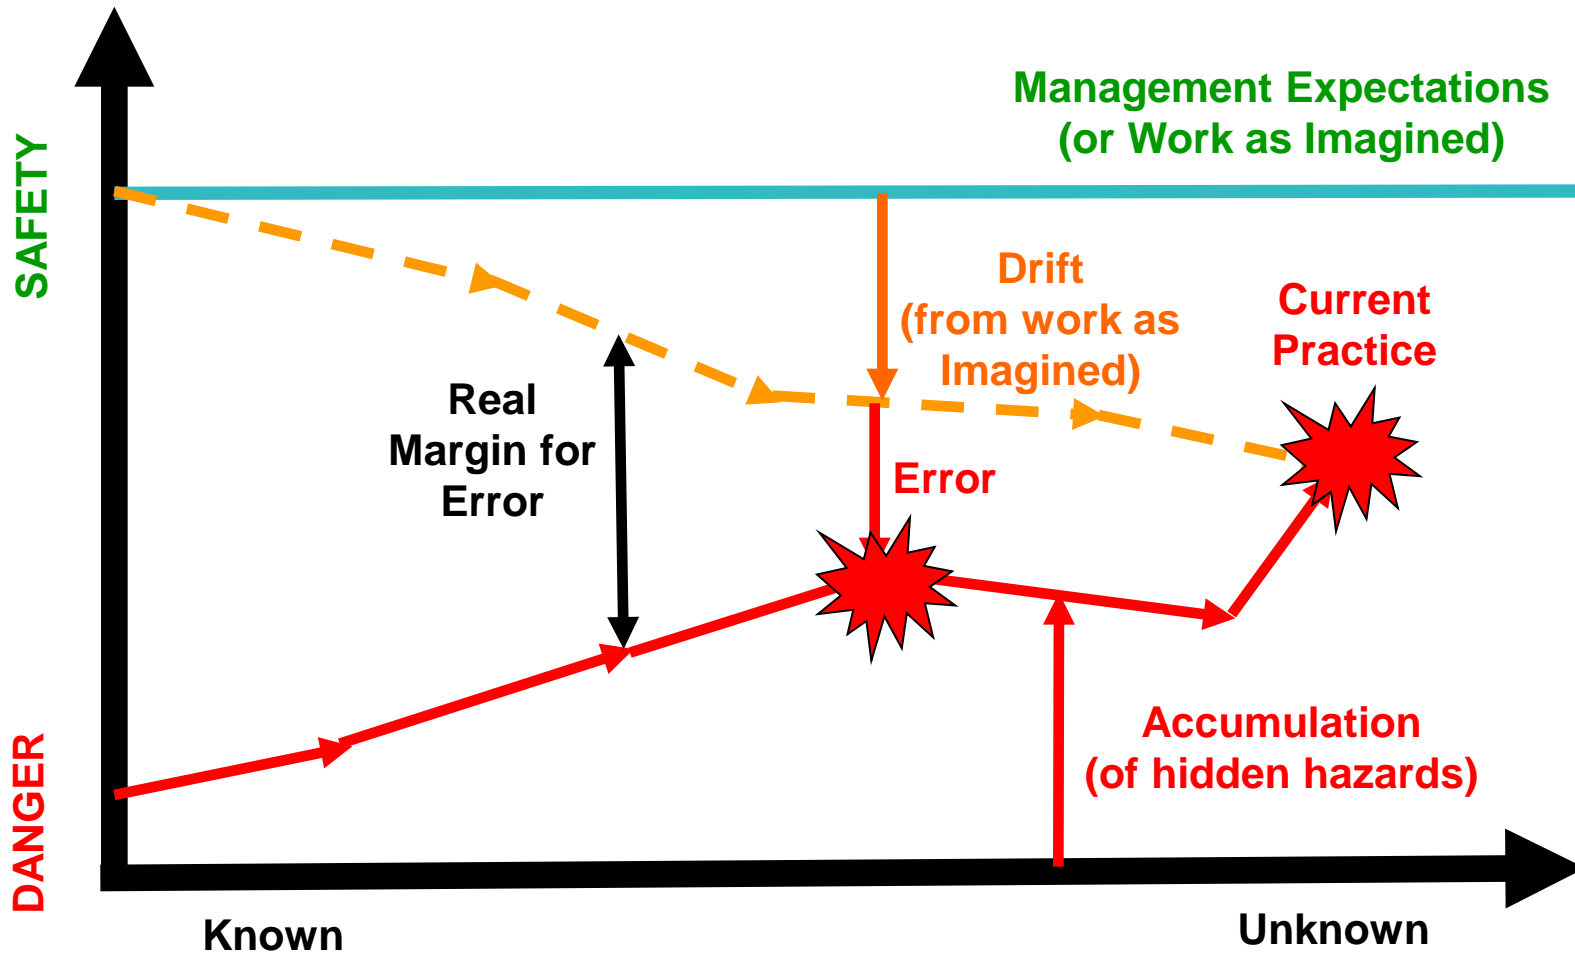 SAFETY
DANGER
Management Expectations
(or Work as Imagined)
Drift
(from work as
Imagined)
Current
Practice
Real
Margin for
Error
Error
Accumulation
(of hidden hazards)
Known
Unknown